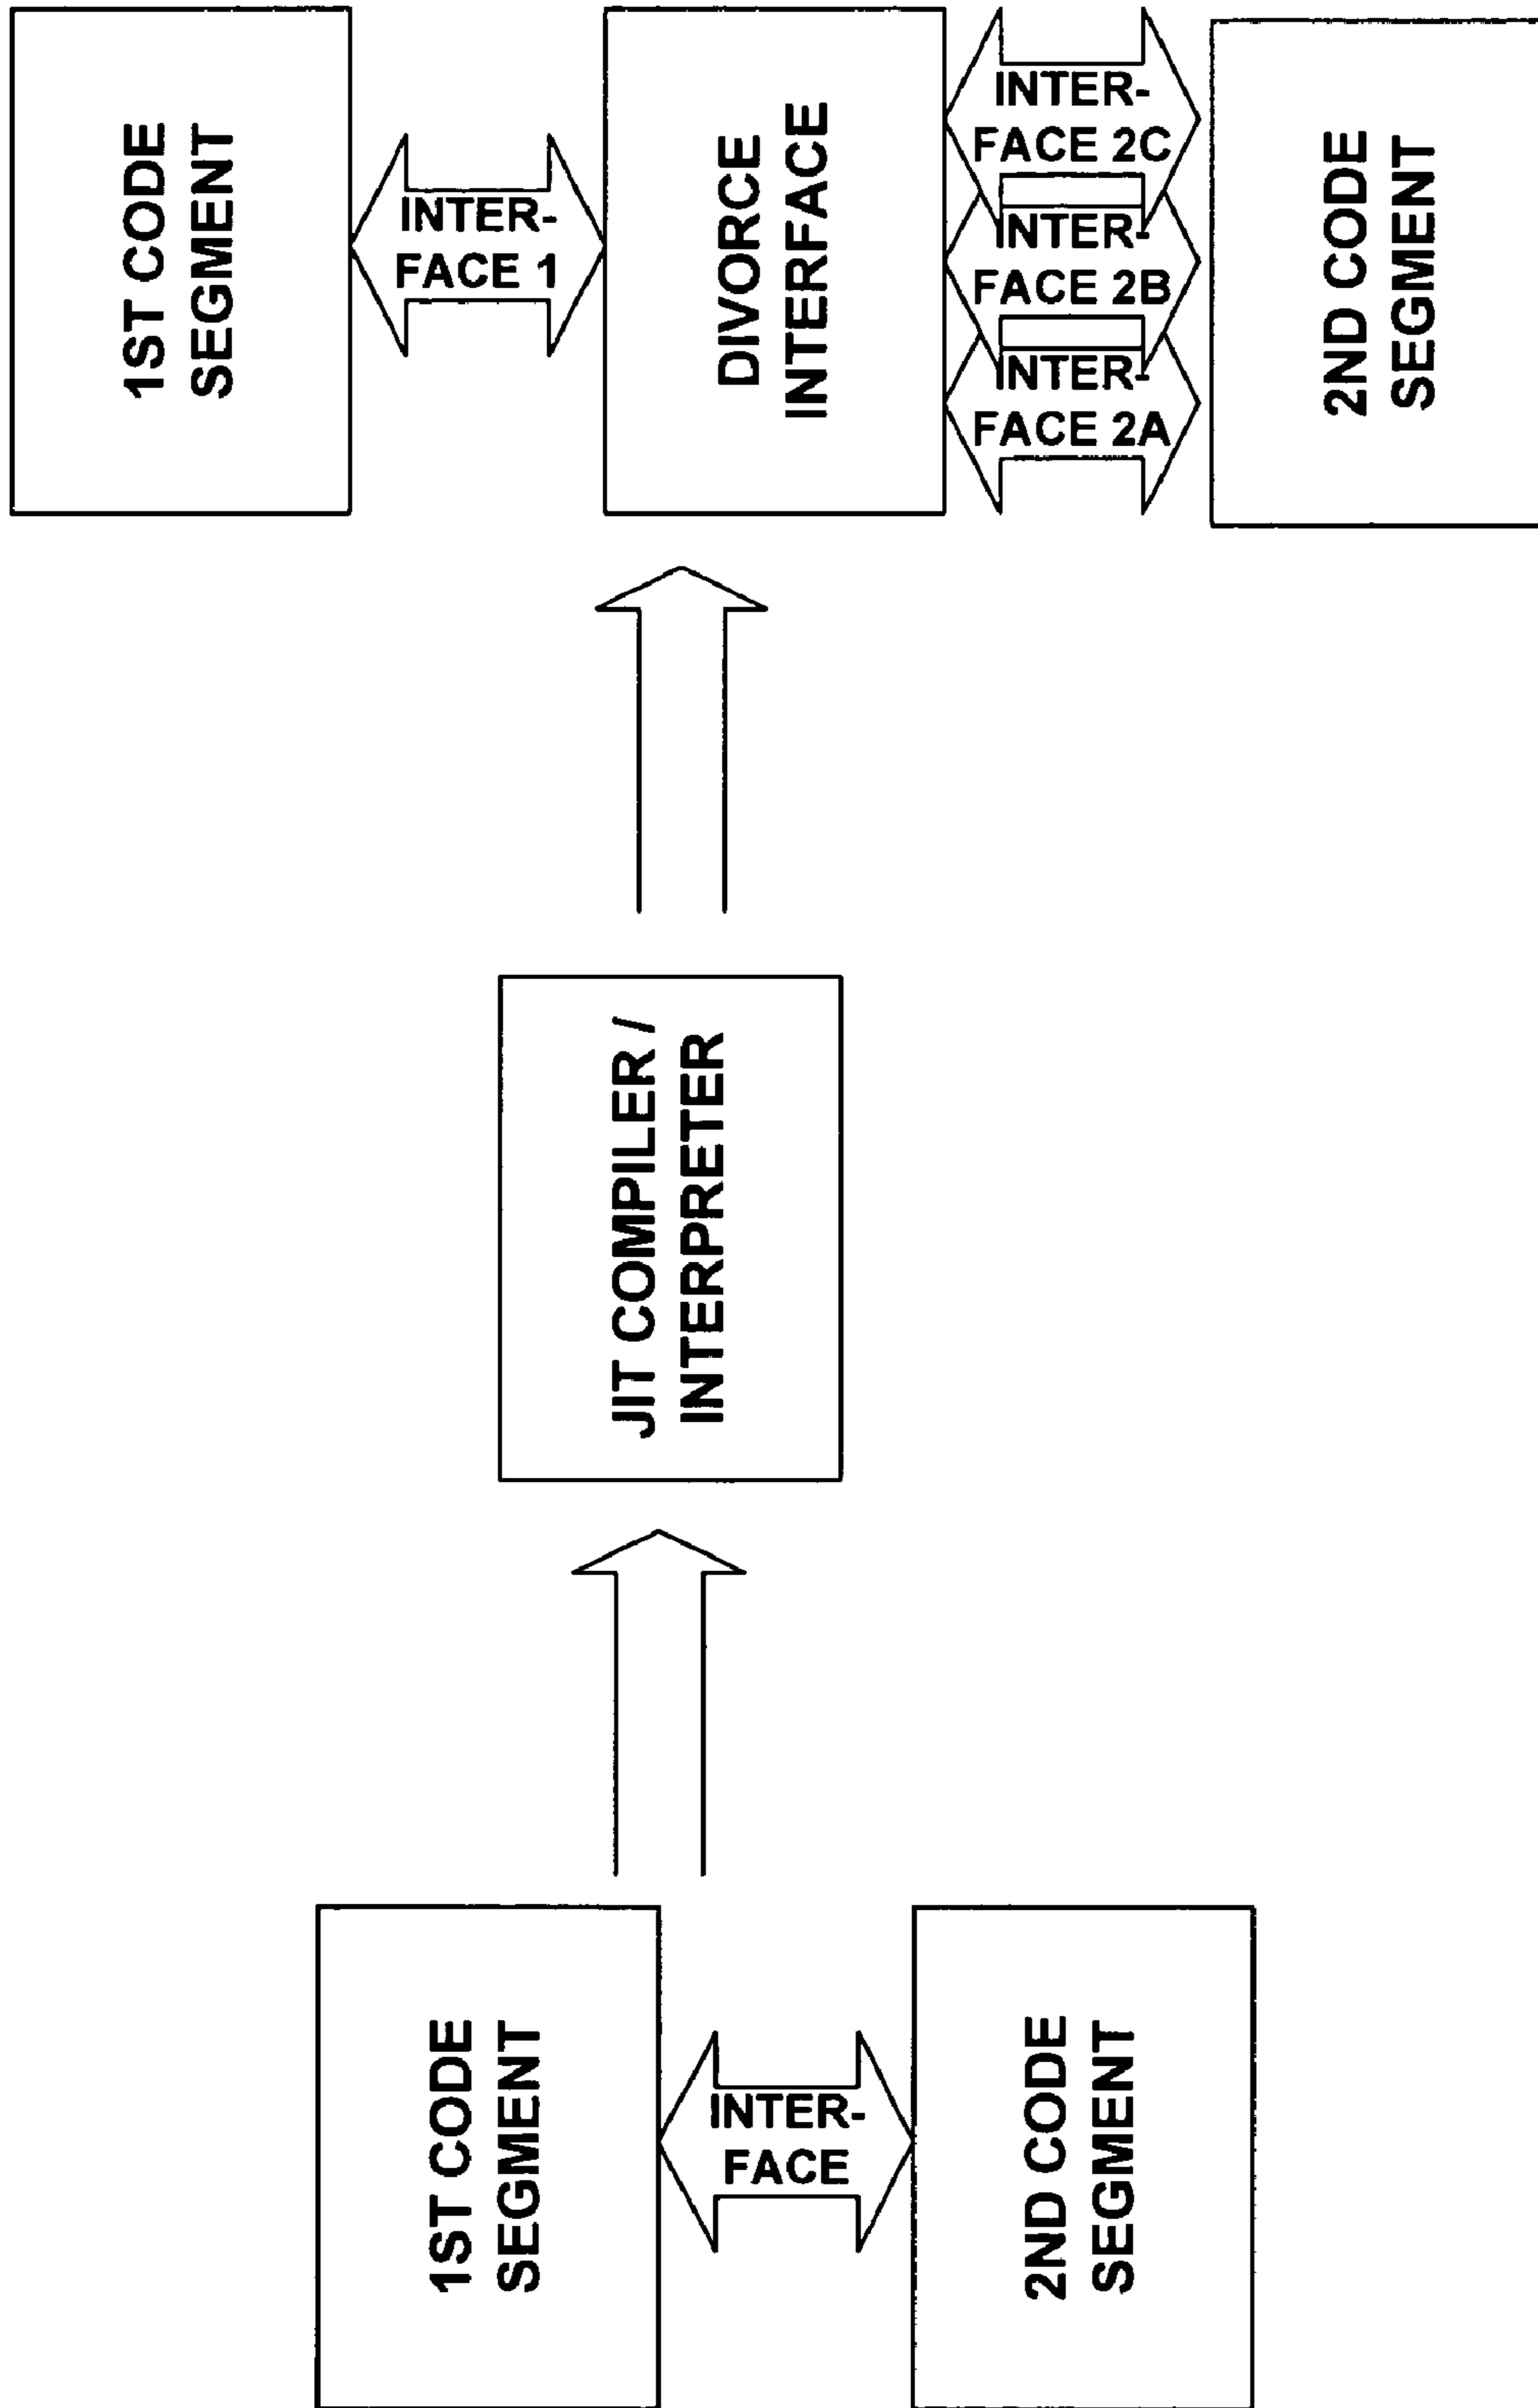 1ST CODE
SEGMENT
INTER-
FACE
2ND CODE
SEGMENT
JIT COMPILER /
INTERPRETER
1ST CODE
SEGMENT
INTER-
FACE 1
DIVORCE
INTERFACE
INTER-
FACE 2C
INTER-
FACE 2B
INTER-
FACE 2A
2ND CODE
SEGMENT